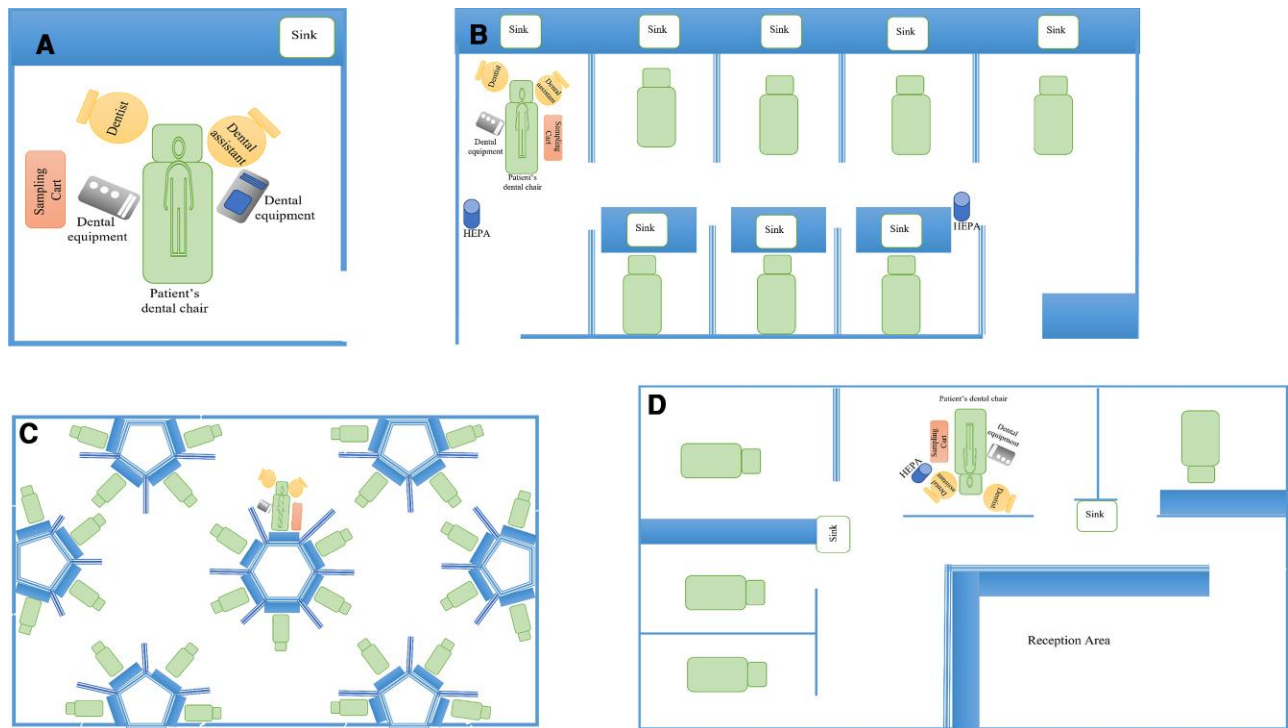 A
Sink
Dentist
Dental
assistant
Sampling
Cart
Dental
equipment
Dental
equipment
Patient's
dental chair
B
Sink
Sink
Sink
Sink
Sink
Dentist
Dental
assistant
Dental
equipment
Sampling
Cart
Patient's
dental chair
HEPA
HEPA
Sink
Sink
Sink
C
D
Patient's dental chair
Sampling
Cart
Dental
equipment
HEPA
Dental
assistant
Dentist
Sink
Sink
Reception Area